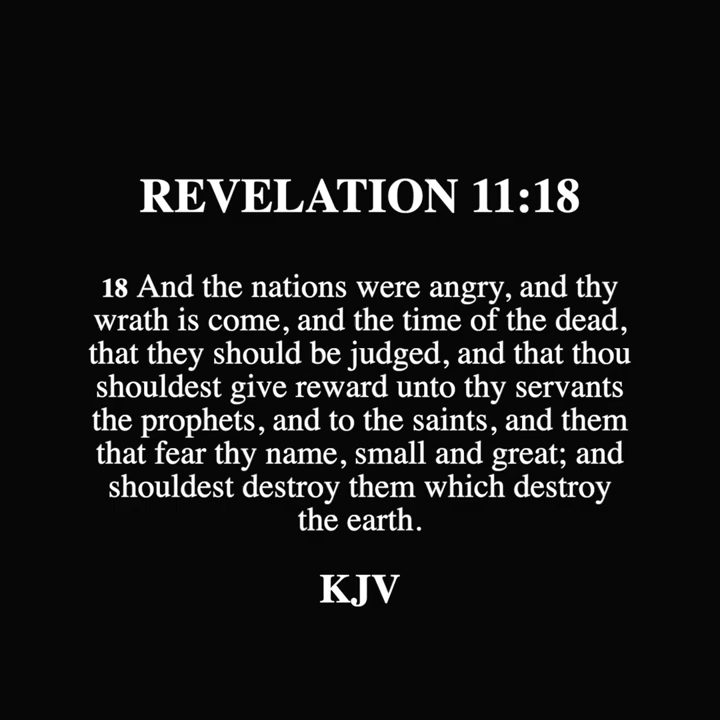 REVELATION 11:18
18 And the nations were angry, and thy
wrath is come, and the time of the dead,
that they should be judged, and that thou
shouldest give reward unto thy servants
the prophets, and to the saints, and them
that fear thy name, small and great; and
shouldest destroy them which destroy
the earth.
KJV